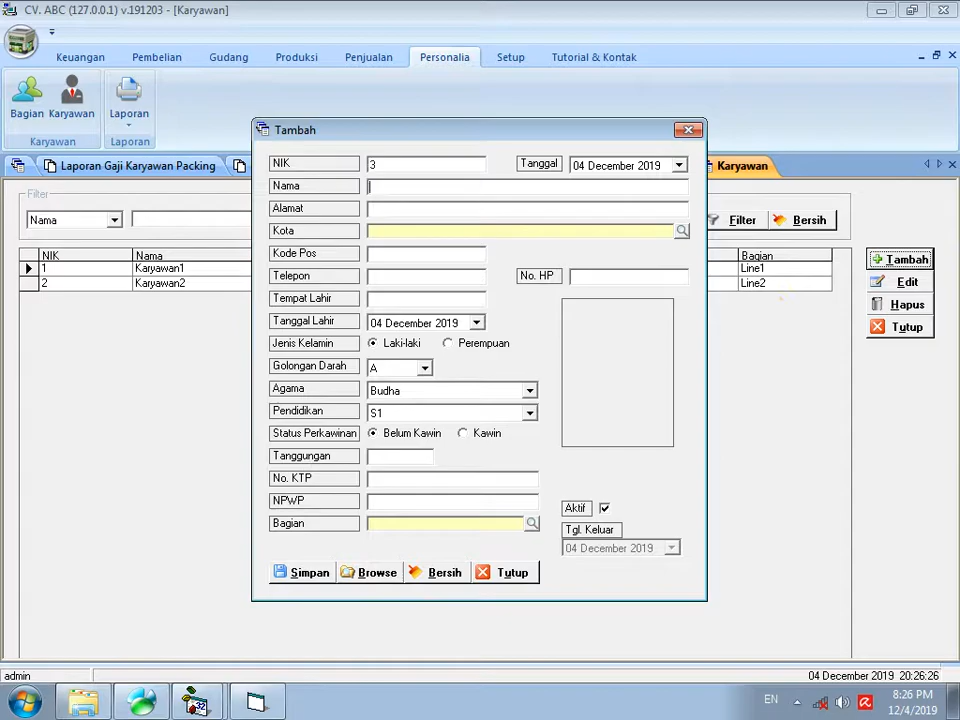 CV. ABC (127.0.0.1) v.191203 - [Karyawan]
Keuangan Pembelian Gudang Produksi Penjualan Personalia Setup Tutorial & Kontak
Bagian Karyawan Laporan
Karyawan Laporan
Laporan Gaji Karyawan Packing Karyawan
Filter
Nama Filter Bersih
NIK Nama Bagian
1 Karyawan1 Line1
2 Karyawan2 Line2
Tambah
Edit
Hapus
Tutup
Tambah
NIK 3 Tanggal 04 December 2019
Nama
Alamat
Kota
Kode Pos
Telepon No. HP
Tempat Lahir
Tanggal Lahir 04 December 2019
Jenis Kelamin Laki-laki Perempuan
Golongan Darah A
Agama Budha
Pendidikan S1
Status Perkawinan Belum Kawin Kawin
Tanggungan
No. KTP
NPWP
Bagian
Aktif
Tgl. Keluar
04 December 2019
Simpan Browse Bersih Tutup
admin 04 December 2019 20:26:26
32
EN 8:26 PM
12/4/2019